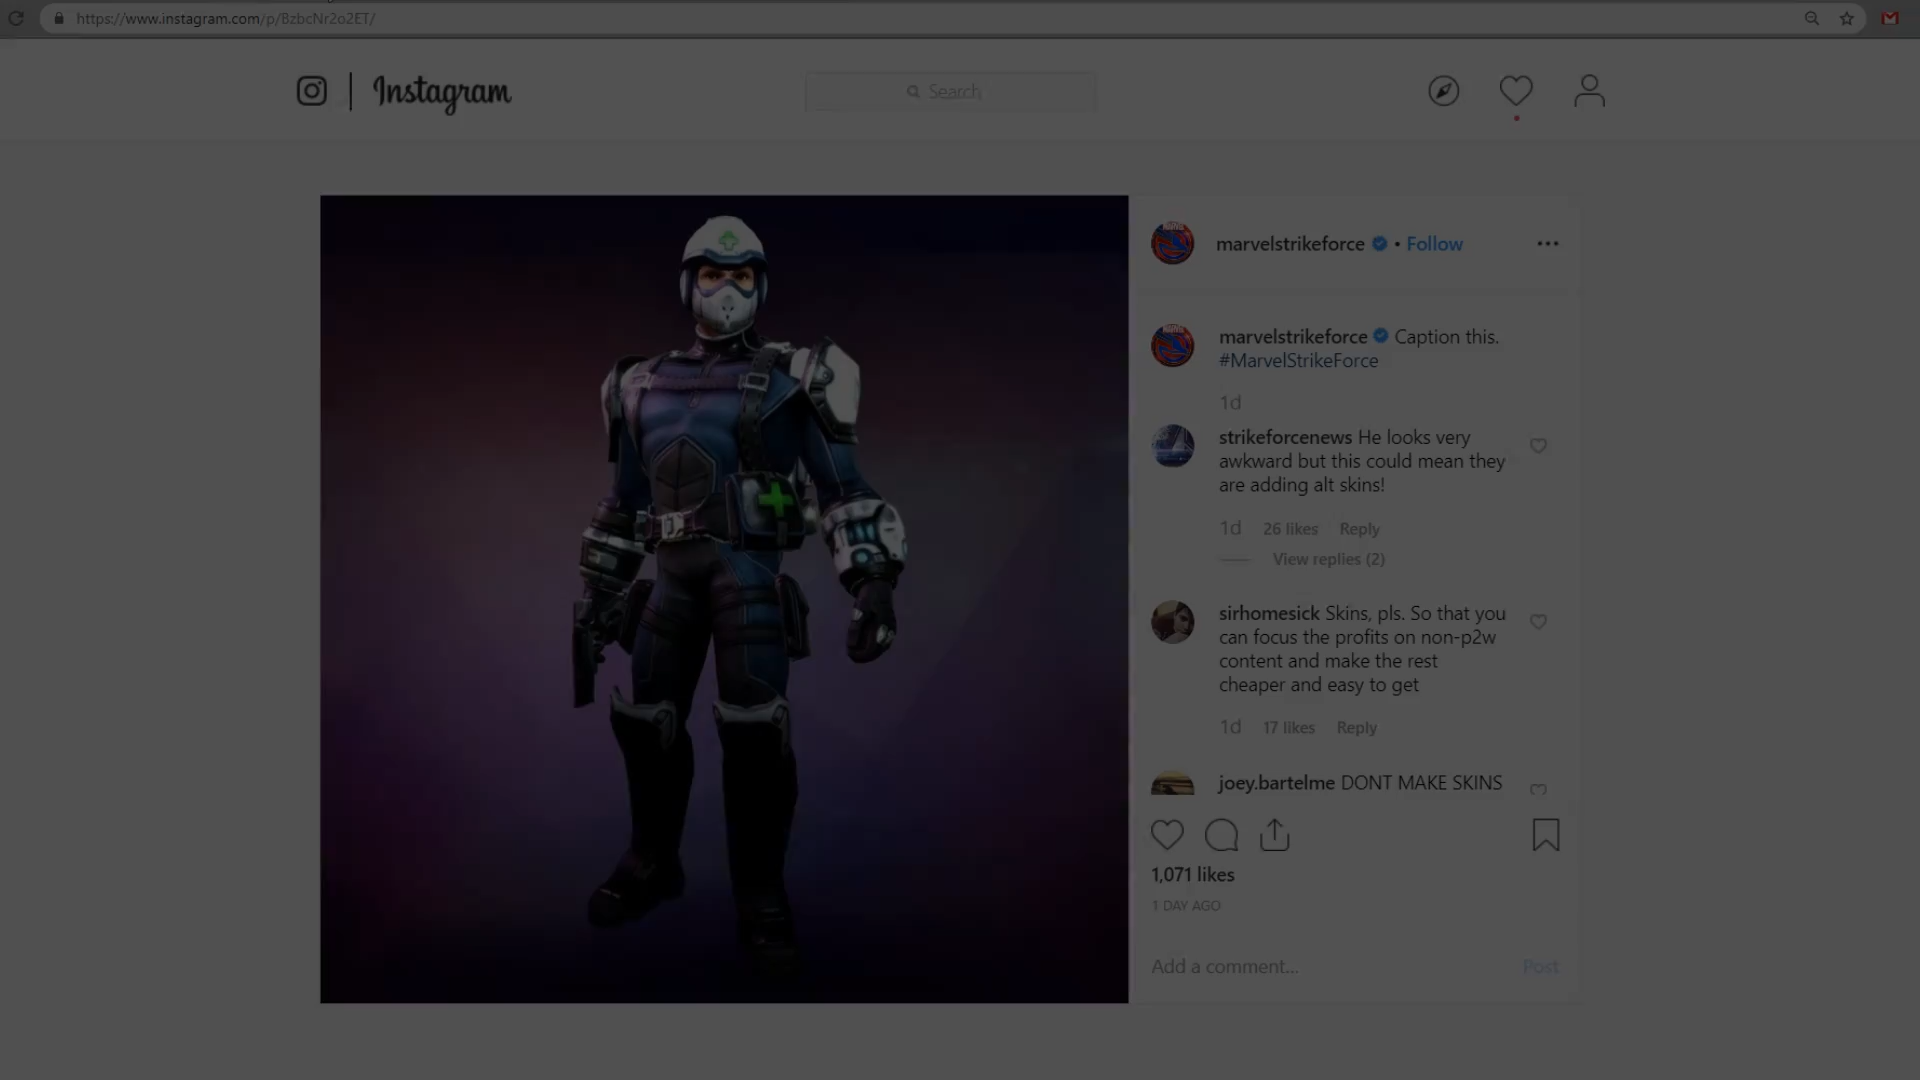 https://www.instagram.com/p/BzbcNr2o2ET/
Instagram
Search
marvelstrikeforce • Follow
marvelstrikeforce Caption this.
#MarvelStrikeForce
1d
strikeforcenews He looks very
awkward but this could mean they
are adding alt skins!
1d 26 likes Reply
View replies (2)
sirhomesick Skins, pls. So that you
can focus the profits on non-p2w
content and make the rest
cheaper and easy to get
1d 17 likes Reply
joey.bartelme DONT MAKE SKINS
1,071 likes
1 DAY AGO
Add a comment...
Post